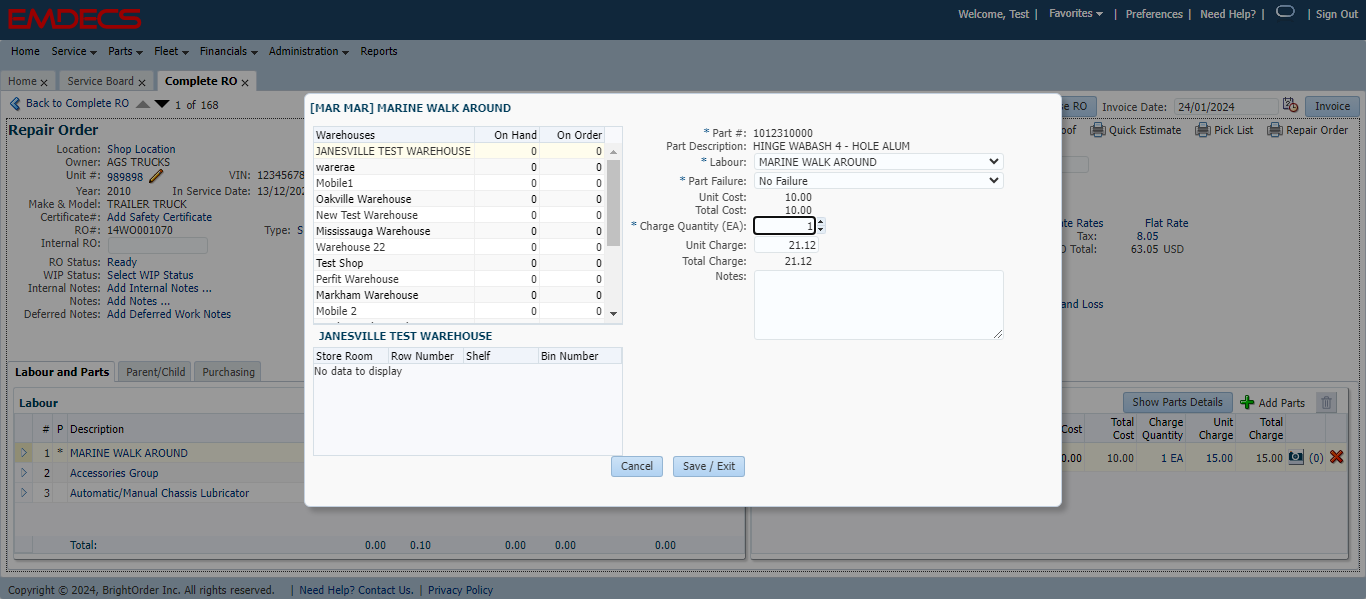 EMDECS
Welcome, Test | Favorites | Preferences | Need Help? | | Sign Out
Home Service Parts Fleet Financials Administration Reports
Home x Service Board x Complete RO x
Back to Complete RO 1 of 168
e RO Invoice Date: 24/01/2024 Invoice
Repair Order
oof Quick Estimate Pick List Repair Order
Location: Shop Location
Owner: AGS TRUCKS
Unit #: 989898 VIN: 12345678
Year: 2010 In Service Date: 13/12/202
Make & Model: TRAILER TRUCK
Certificate#: Add Safety Certificate
RO#: 14WO001070 Type: S
Internal RO:
RO Status: Ready
WIP Status: Select WIP Status
Internal Notes: Add Internal Notes ...
Notes: Add Notes ...
Deferred Notes: Add Deferred Work Notes
te Rates Flat Rate
Tax: 8.05
O Total: 63.05 USD
and Loss
[MAR MAR] MARINE WALK AROUND
Warehouses On Hand On Order
JANESVILLE TEST WAREHOUSE 0 0
warerae 0 0
Mobile1 0 0
Oakville Warehouse 0 0
New Test Warehouse 0 0
Mississauga Warehouse 0 0
Warehouse 22 0 0
Test Shop 0 0
Perfit Warehouse 0 0
Markham Warehouse 0 0
Mobile 2 0 0
JANESVILLE TEST WAREHOUSE
Store Room Row Number Shelf Bin Number
No data to display
* Part #: 1012310000
Part Description: HINGE WABASH 4 - HOLE ALUM
* Labour: MARINE WALK AROUND
* Part Failure: No Failure
Unit Cost: 10.00
Total Cost: 10.00
* Charge Quantity (EA): 1
Unit Charge: 21.12
Total Charge: 21.12
Notes:
Cancel Save / Exit
Labour and Parts Parent/Child Purchasing
Labour
# P Description
1 * MARINE WALK AROUND
2 Accessories Group
3 Automatic/Manual Chassis Lubricator
Total: 0.00 0.10 0.00 0.00 0.00
Show Parts Details Add Parts
Cost Total Cost Charge Quantity Unit Charge Total Charge
0.00 10.00 1 EA 15.00 15.00 (0)
Copyright © 2024, BrightOrder Inc. All rights reserved. | Need Help? Contact Us. | Privacy Policy